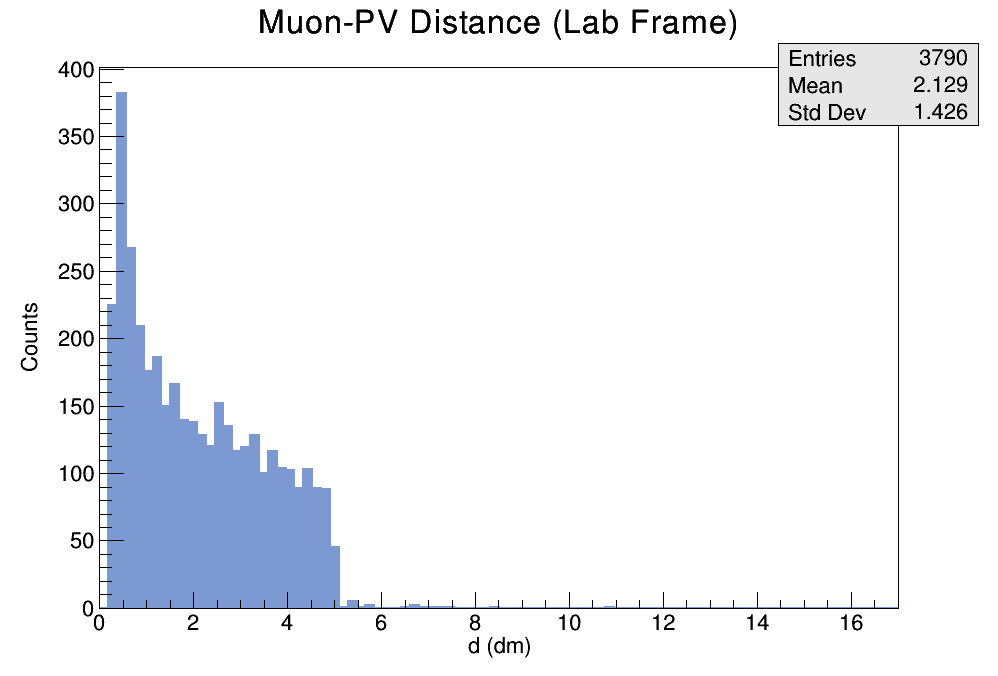 Muon-PV Distance (Lab Frame)
Entries 3790
Mean 2.129
Std Dev 1.426
400
350
300
250
200
150
100
50
0
Counts
0 2 4 6 8 10 12 14 16
d (dm)